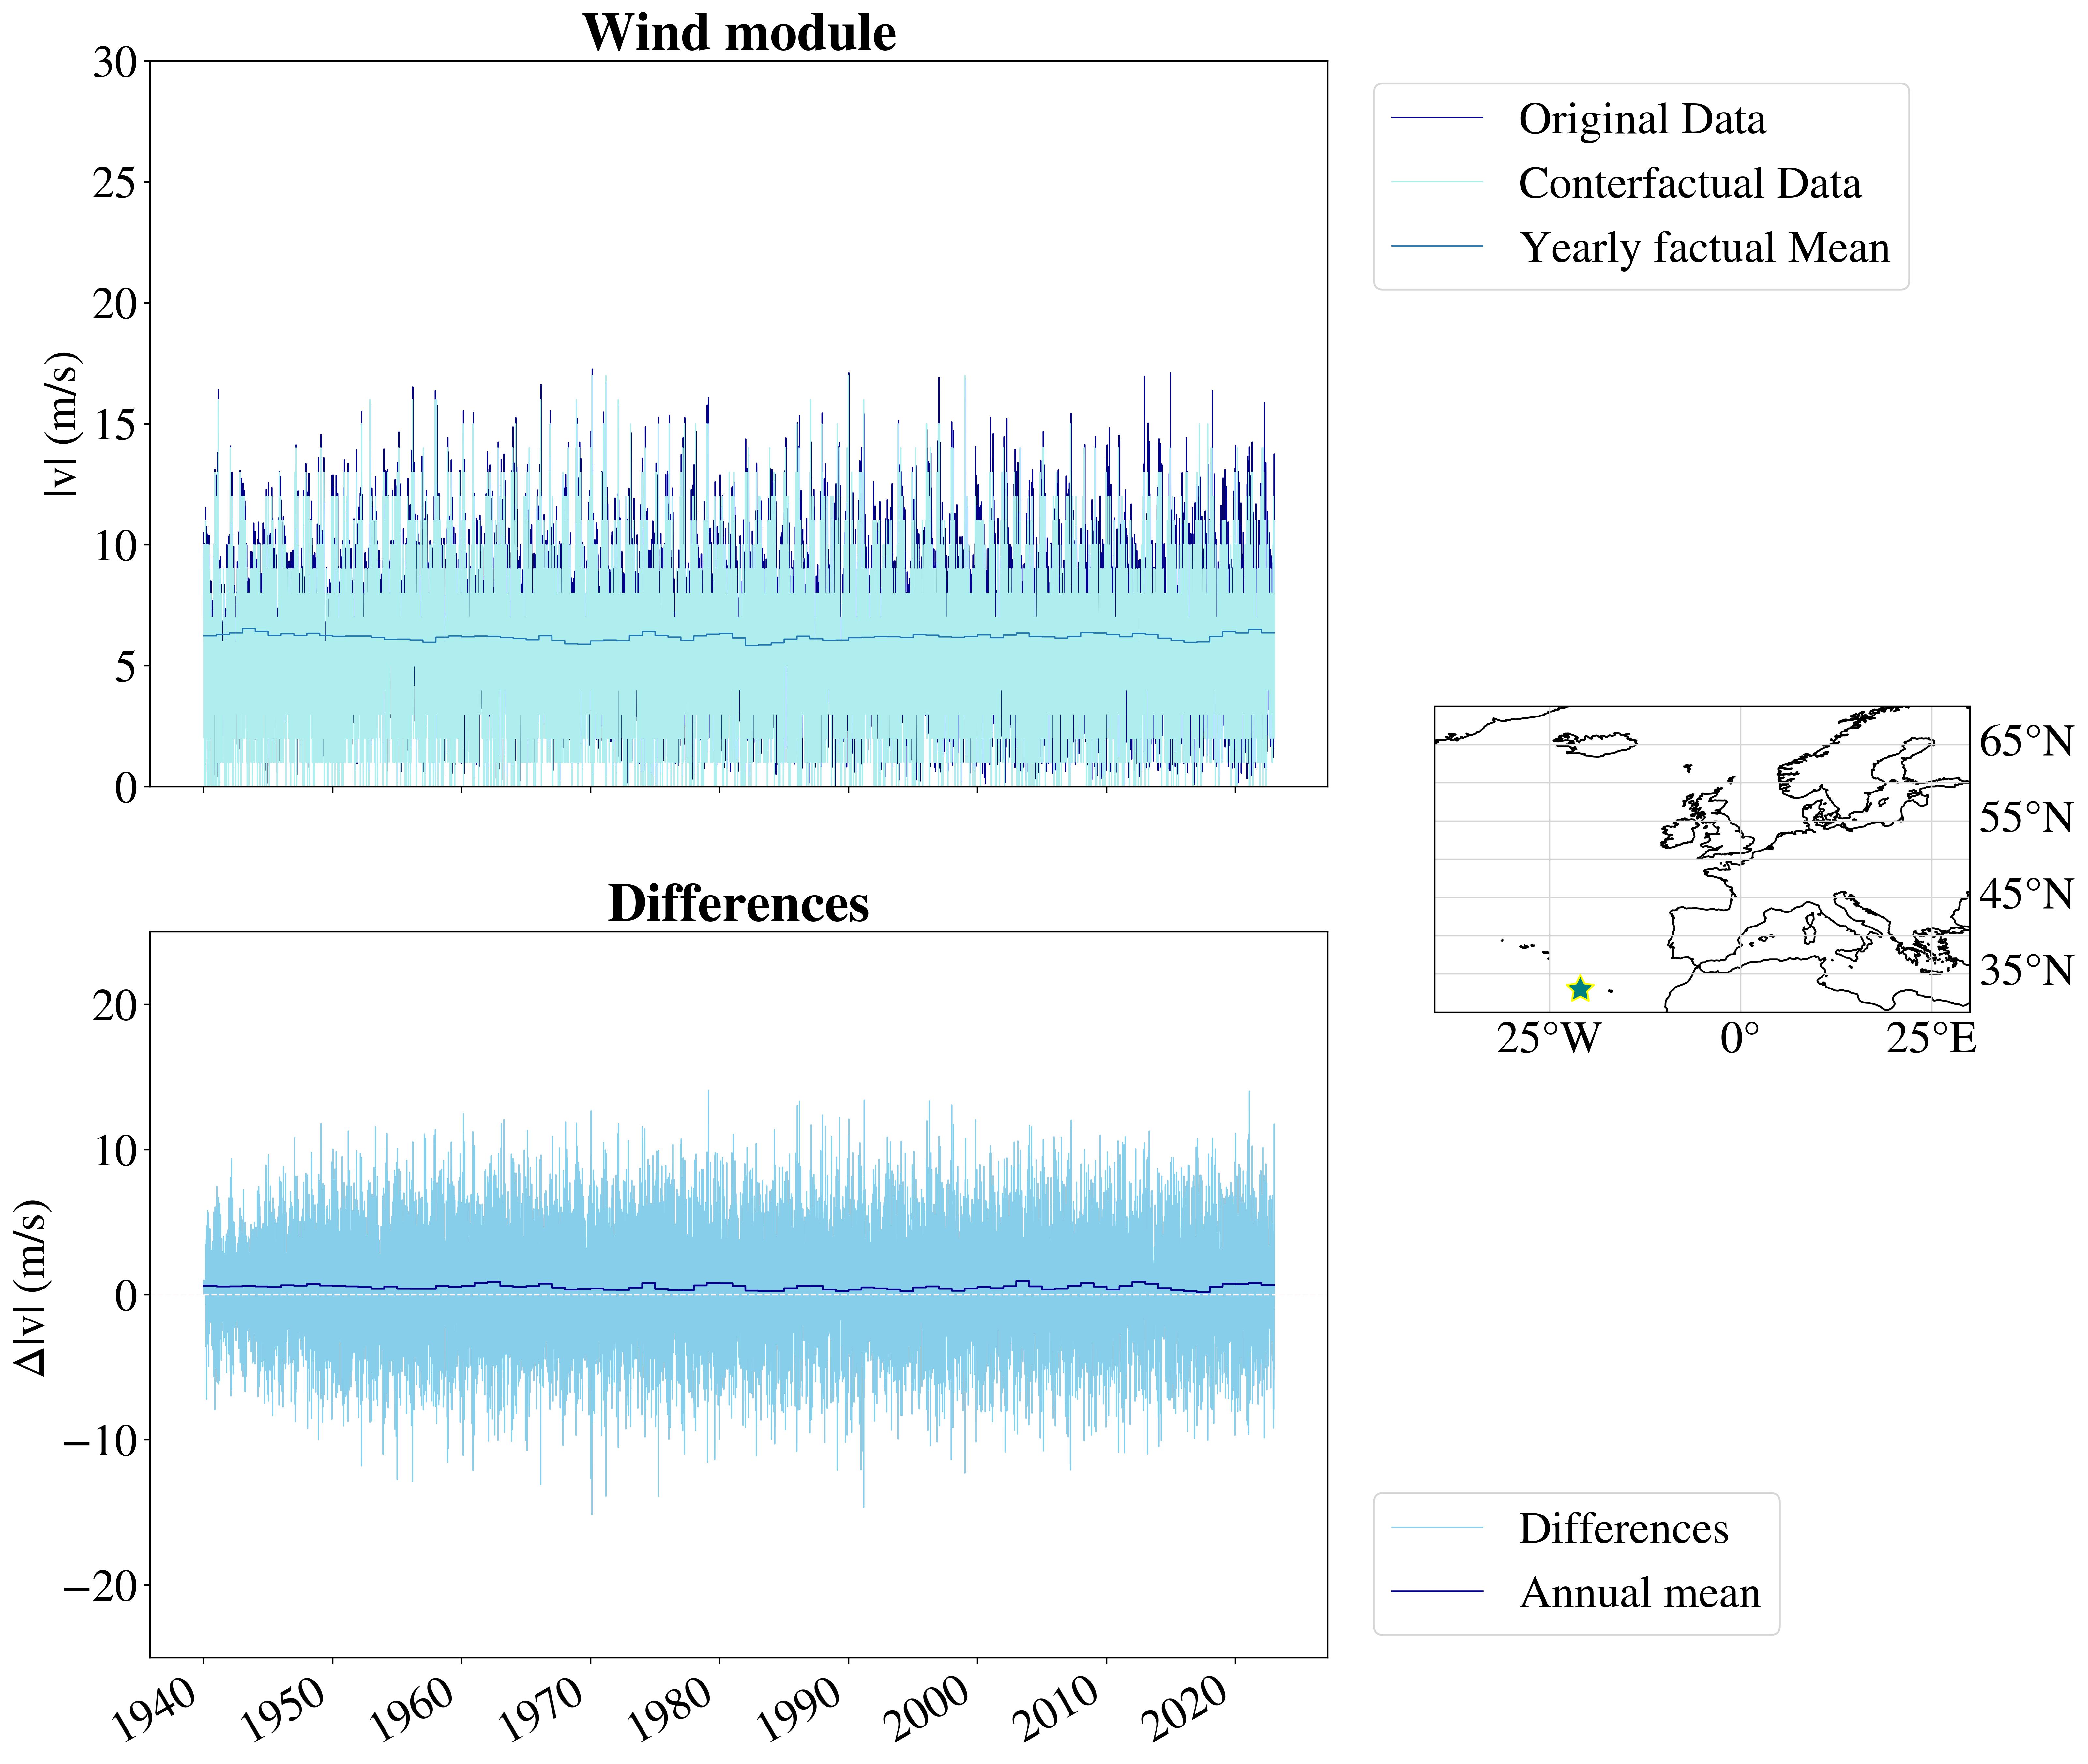 Wind module
30
25
20
15
10
5
0
|v| (m/s)
Original Data
Conterfactual Data
Yearly factual Mean
65°N
55°N
45°N
35°N
25°W 0° 25°E
Differences
20
10
0
−10
−20
Δ|v| (m/s)
1940 1950 1960 1970 1980 1990 2000 2010 2020
Differences
Annual mean